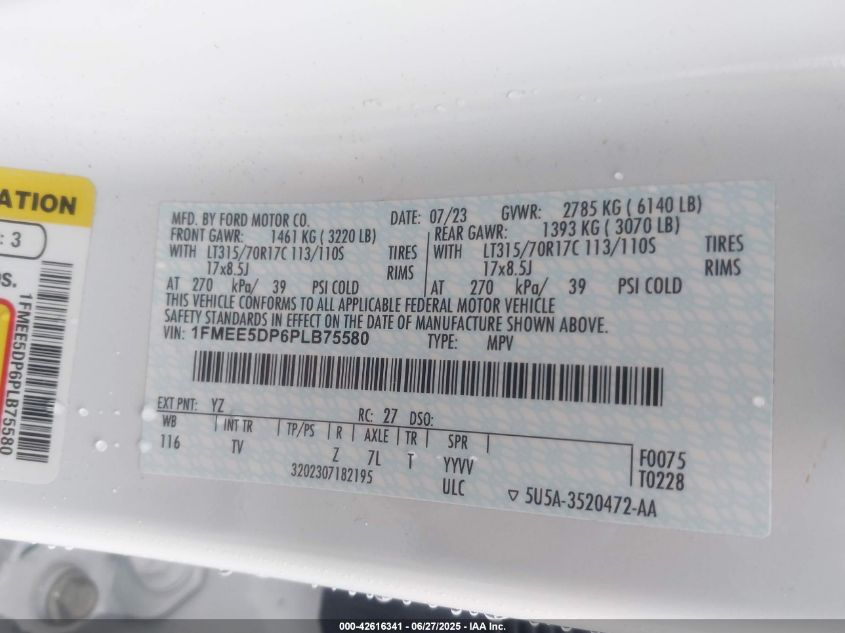 ATION
: 3
OS.
1FMEE5DP6PLB75580
MFD. BY FORD MOTOR CO. DATE: 07/23 GVWR: 2785 KG ( 6140 LB)
FRONT GAWR: 1461 KG ( 3220 LB) REAR GAWR: 1393 KG ( 3070 LB)
WITH LT315/70R17C 113/110S TIRES WITH LT315/70R17C 113/110S TIRES
17x8.5J RIMS 17x8.5J RIMS
AT 270 kPa/ 39 PSI COLD AT 270 kPa/ 39 PSI COLD
THIS VEHICLE CONFORMS TO ALL APPLICABLE FEDERAL MOTOR VEHICLE
SAFETY STANDARDS IN EFFECT ON THE DATE OF MANUFACTURE SHOWN ABOVE.
VIN: 1FMEE5DP6PLB75580 TYPE: MPV
EXT PNT: YZ RC: 27 DSO:
WB INT TR TP/PS R AXLE TR SPR F0075
116 TV Z 7L T YYVV T0228
3202307182195 ULC ▽ 5U5A-3520472-AA
000-42616341 - 06/27/2025 - IAA Inc.